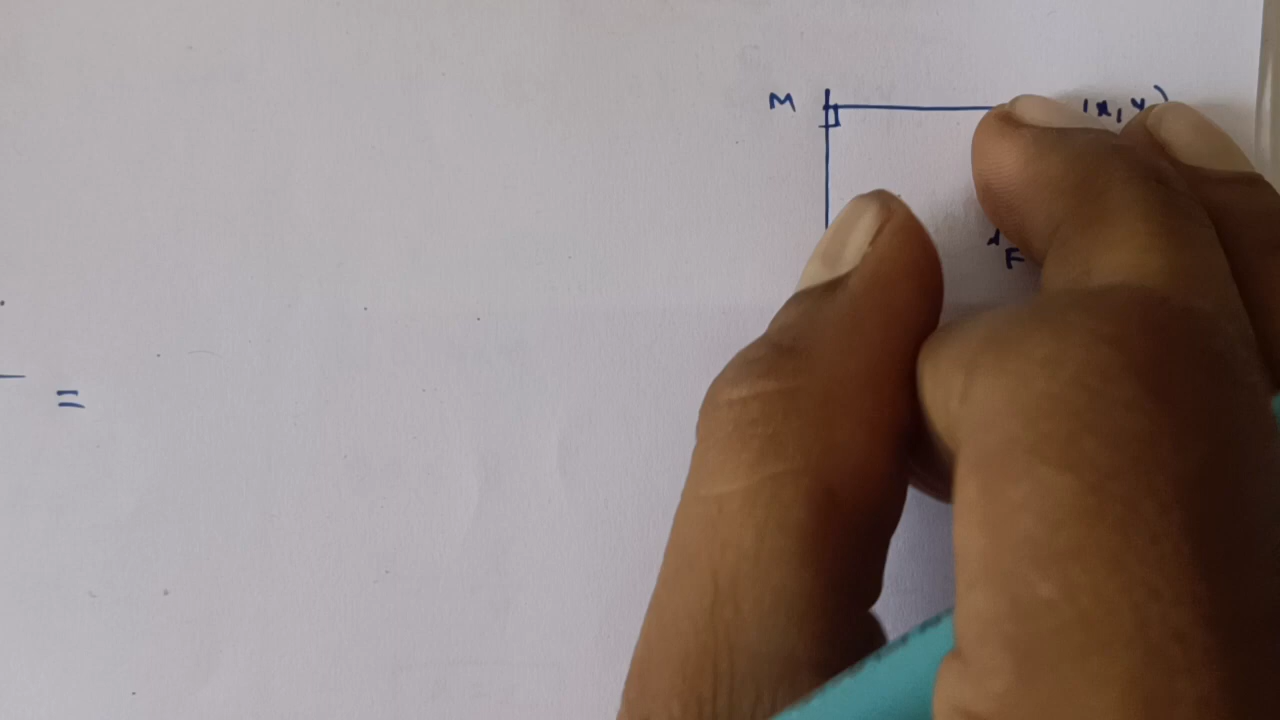 M (x, y)
F
=